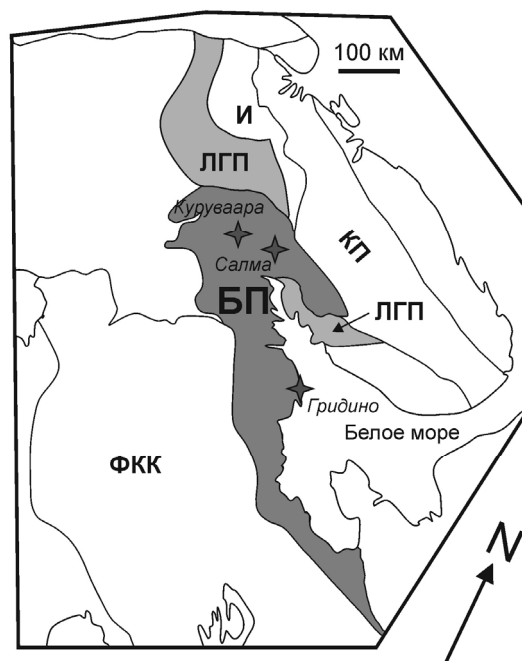 100 км
И
ЛГП
Куруваара
КП
Салма
БП
ЛГП
Гридино
Белое море
ФКК
N